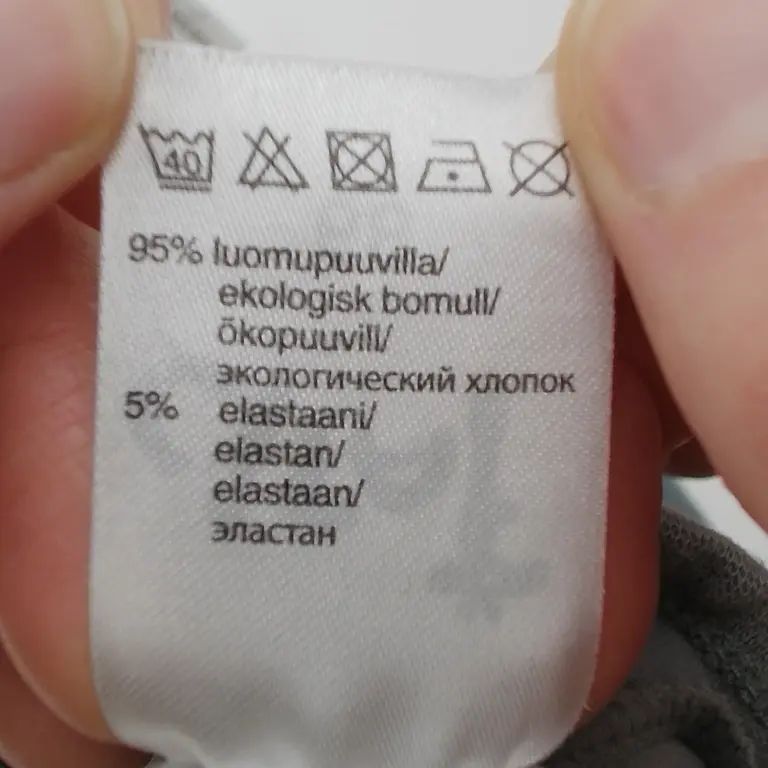 40
95% luomupuuvilla/
ekologisk bomull/
ökopuuvill/
экологический хлопок
5% elastaani/
elastan/
elastaan/
эластан